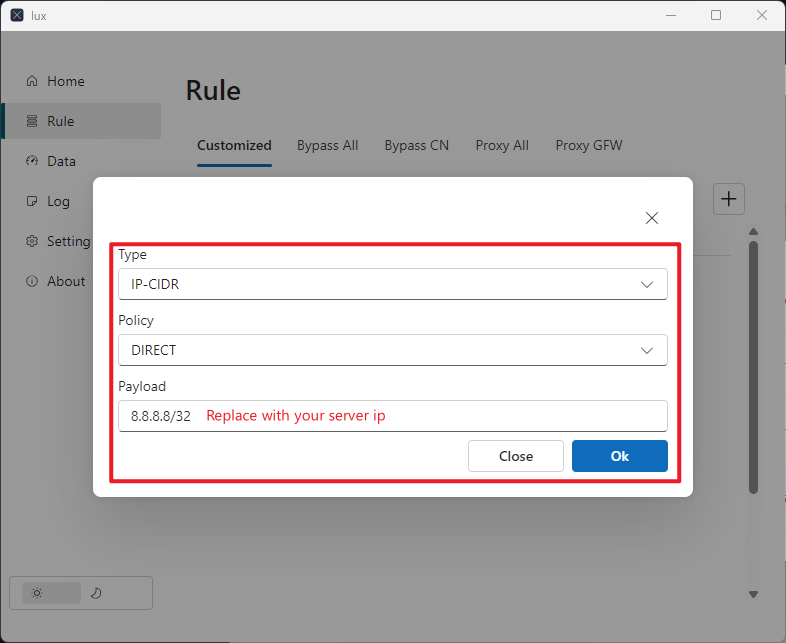 lux
Home
Rule
Data
Log
Setting
About
Rule
Customized Bypass All Bypass CN Proxy All Proxy GFW
Type
IP-CIDR
Policy
DIRECT
Payload
8.8.8.8/32 Replace with your server ip
Close Ok